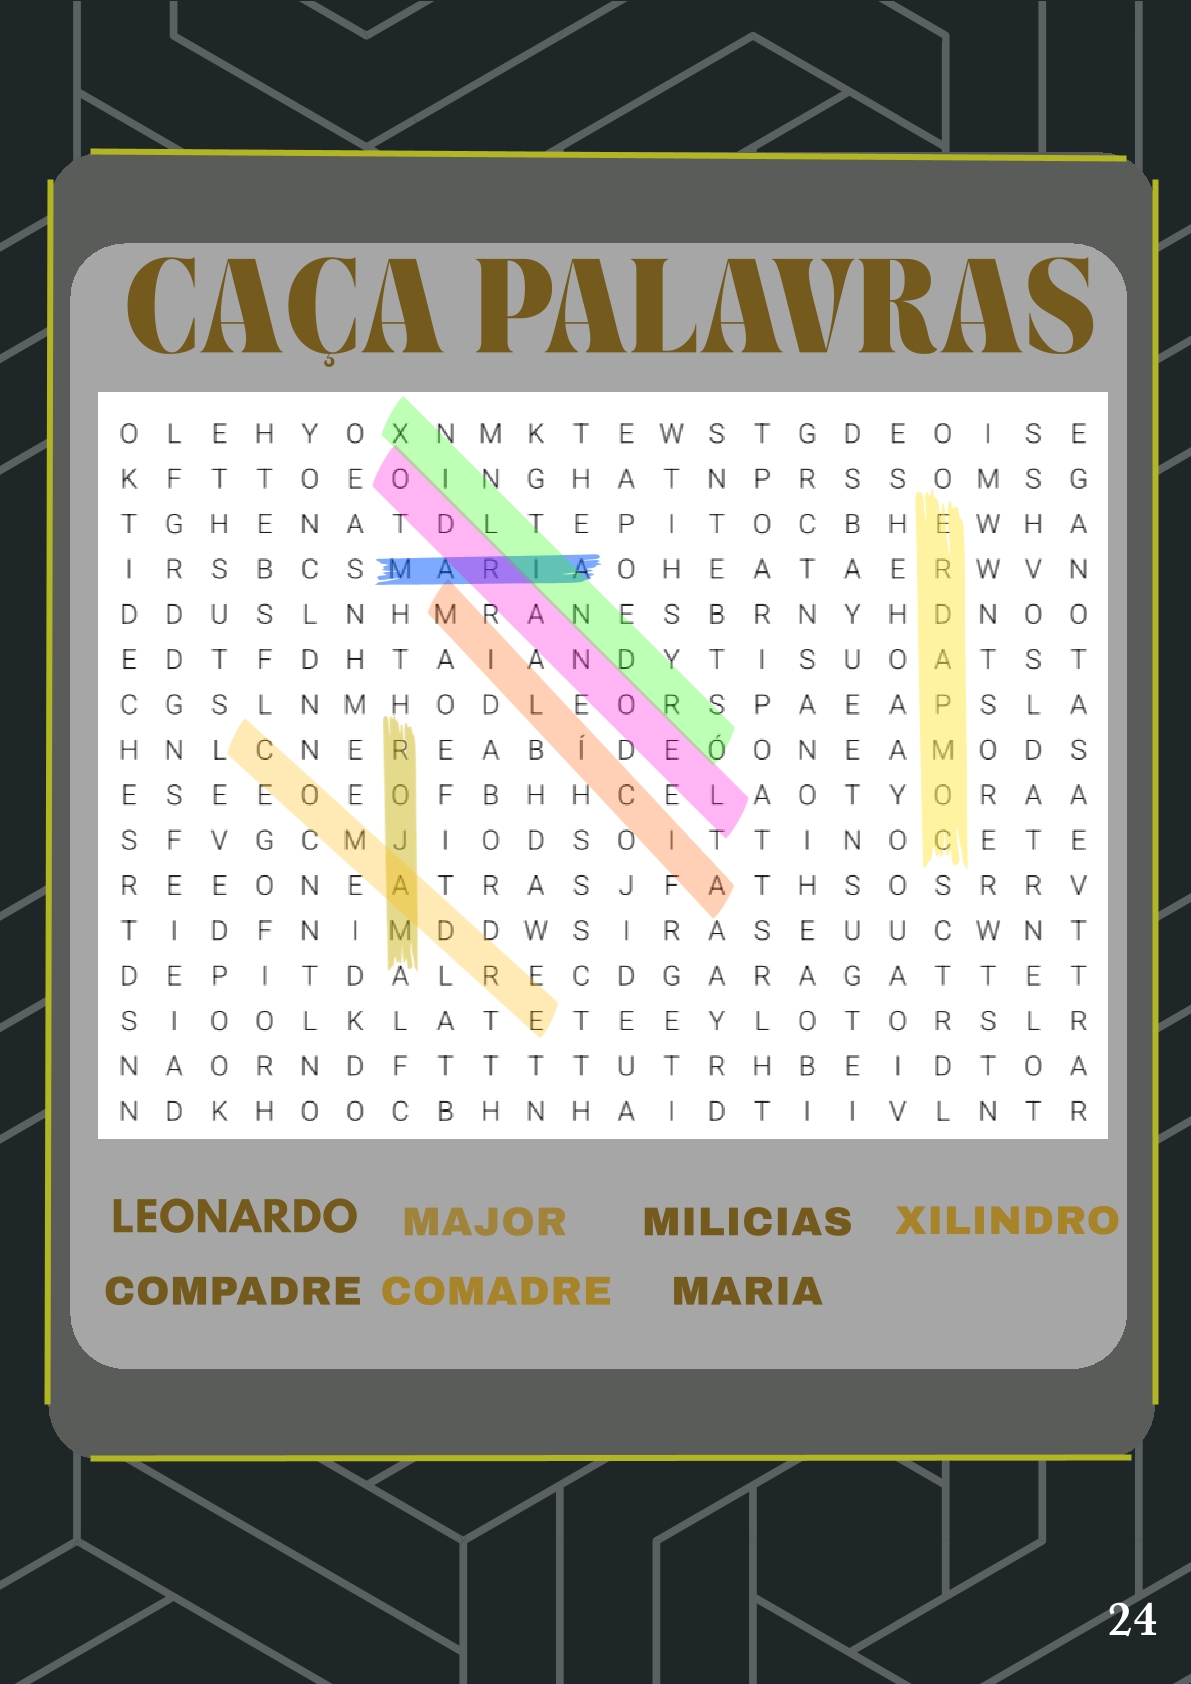 CAÇA PALAVRAS
O L E H Y O X N M K T E W S T G D E O I S E
K F T T O E O I N G H A T N P R S S O M S G
T G H E N A T D L T E P I T O C B H E W H A
I R S B C S M A R I A O H E A T A E R W V N
D D U S L N H M R A N E S B R N Y H D N O O
E D T F D H T A I A N D Y T I S U O A T S T
C G S L N M H O D L E O R S P A E A P S L A
H N L C N E R E A B Í D E Ó O N E A M O D S
E S E E O E O F B H H C E L A O T Y O R A A
S F V G C M J I O D S O I T T I N O C E T E
R E E O N E A T R A S J F A T H S O S R R V
T I D F N I M D D W S I R A S E U U C W N T
D E P I T D A L R E C D G A R A G A T T E T
S I O O L K L A T E T E E Y L O T O R S L R
N A O R N D F T T T T U T R H B E I D T O A
N D K H O O C B H N H A I D T I I V L N T R
LEONARDO MAJOR MILICIAS XILINDRO
COMPADRE COMADRE MARIA
24